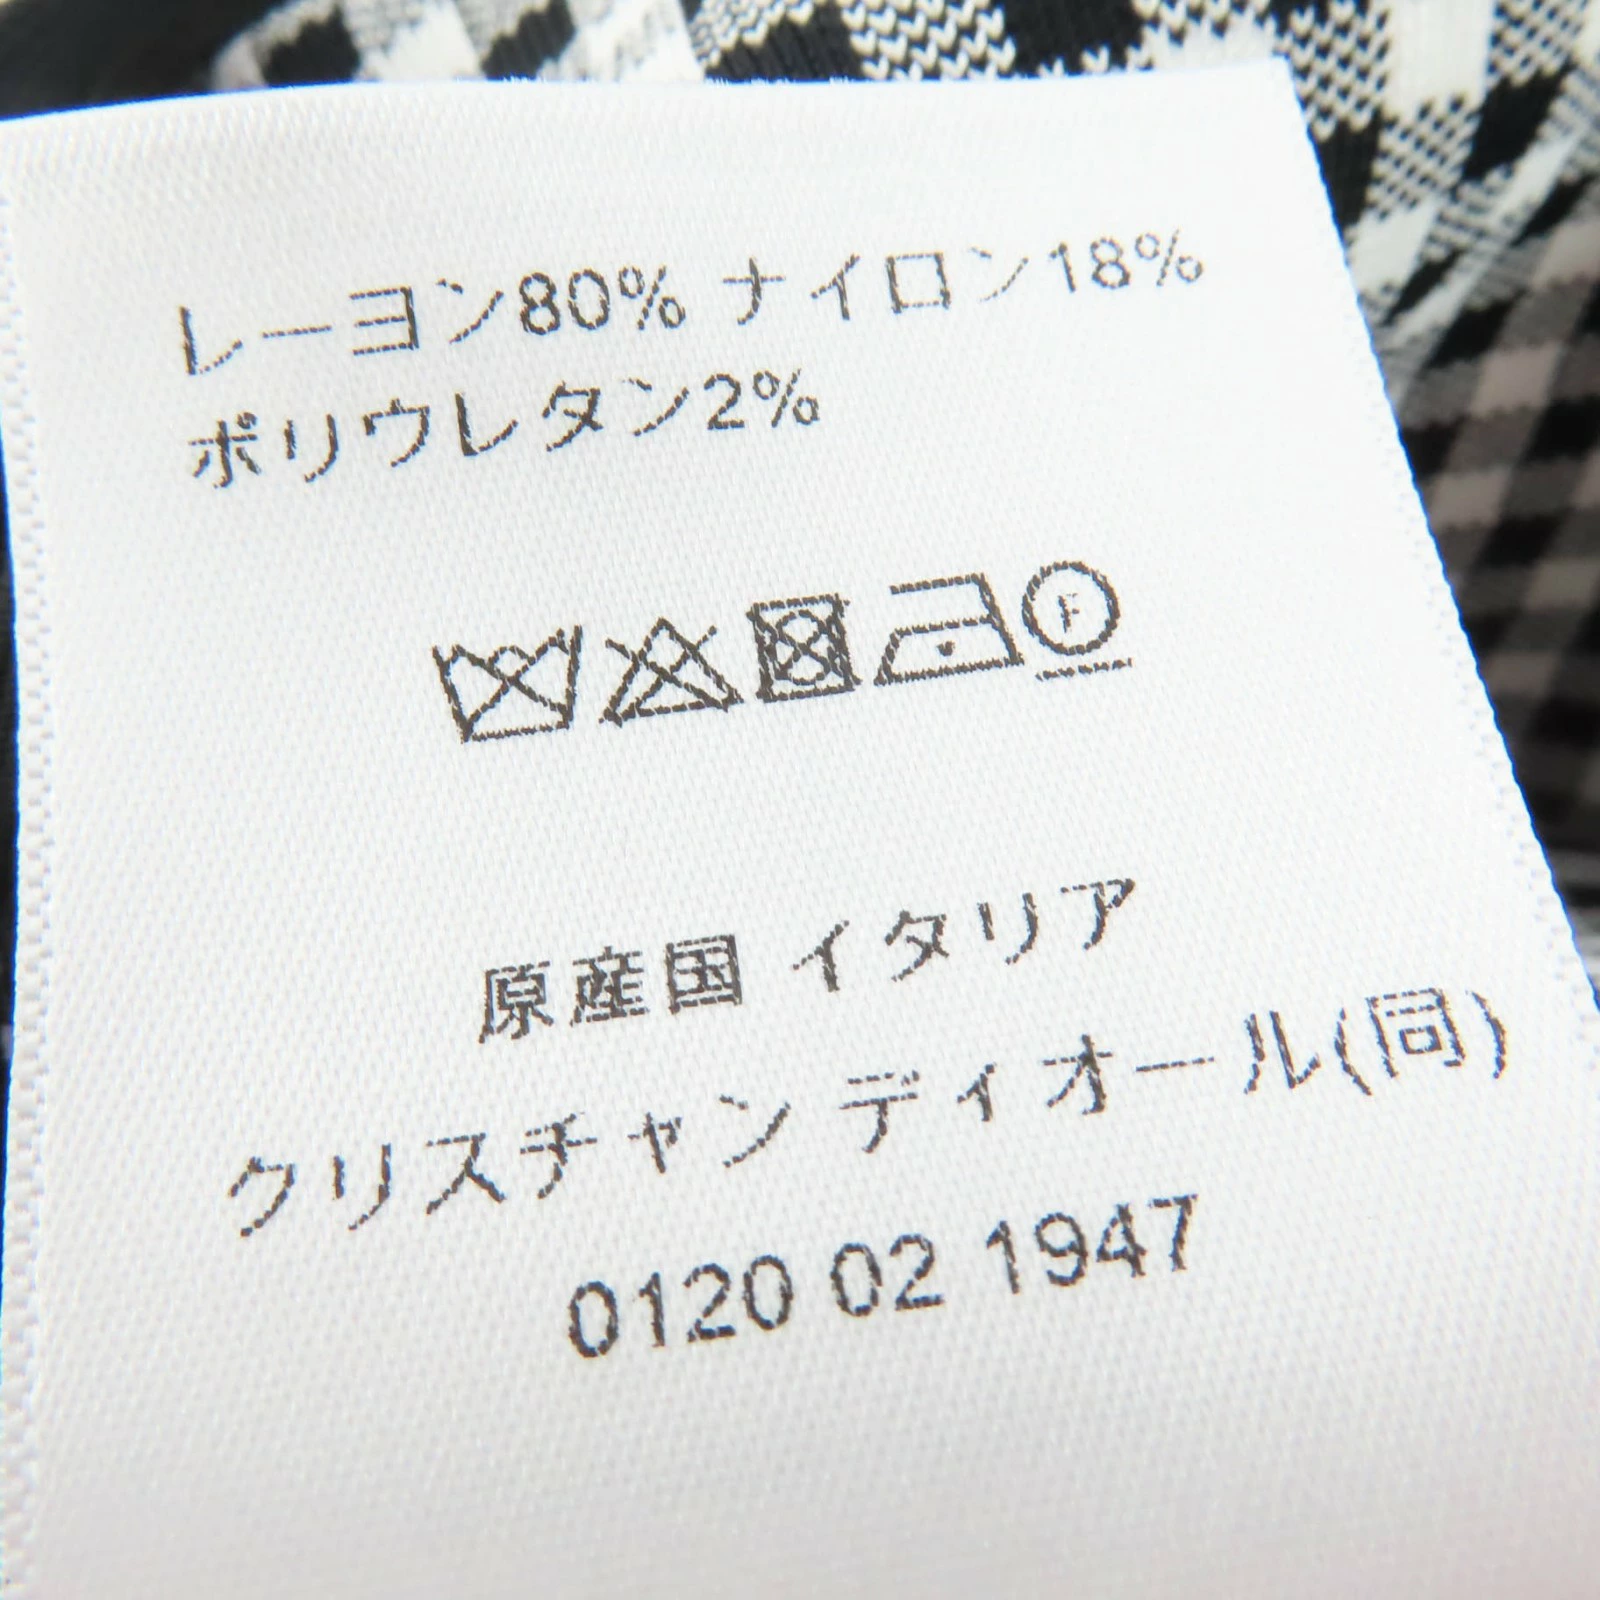 レーヨン80% ナイロン18%
ポリウレタン2%
F
原産国 イタリア
クリスチャン ディオール(同)
0120 02 1947